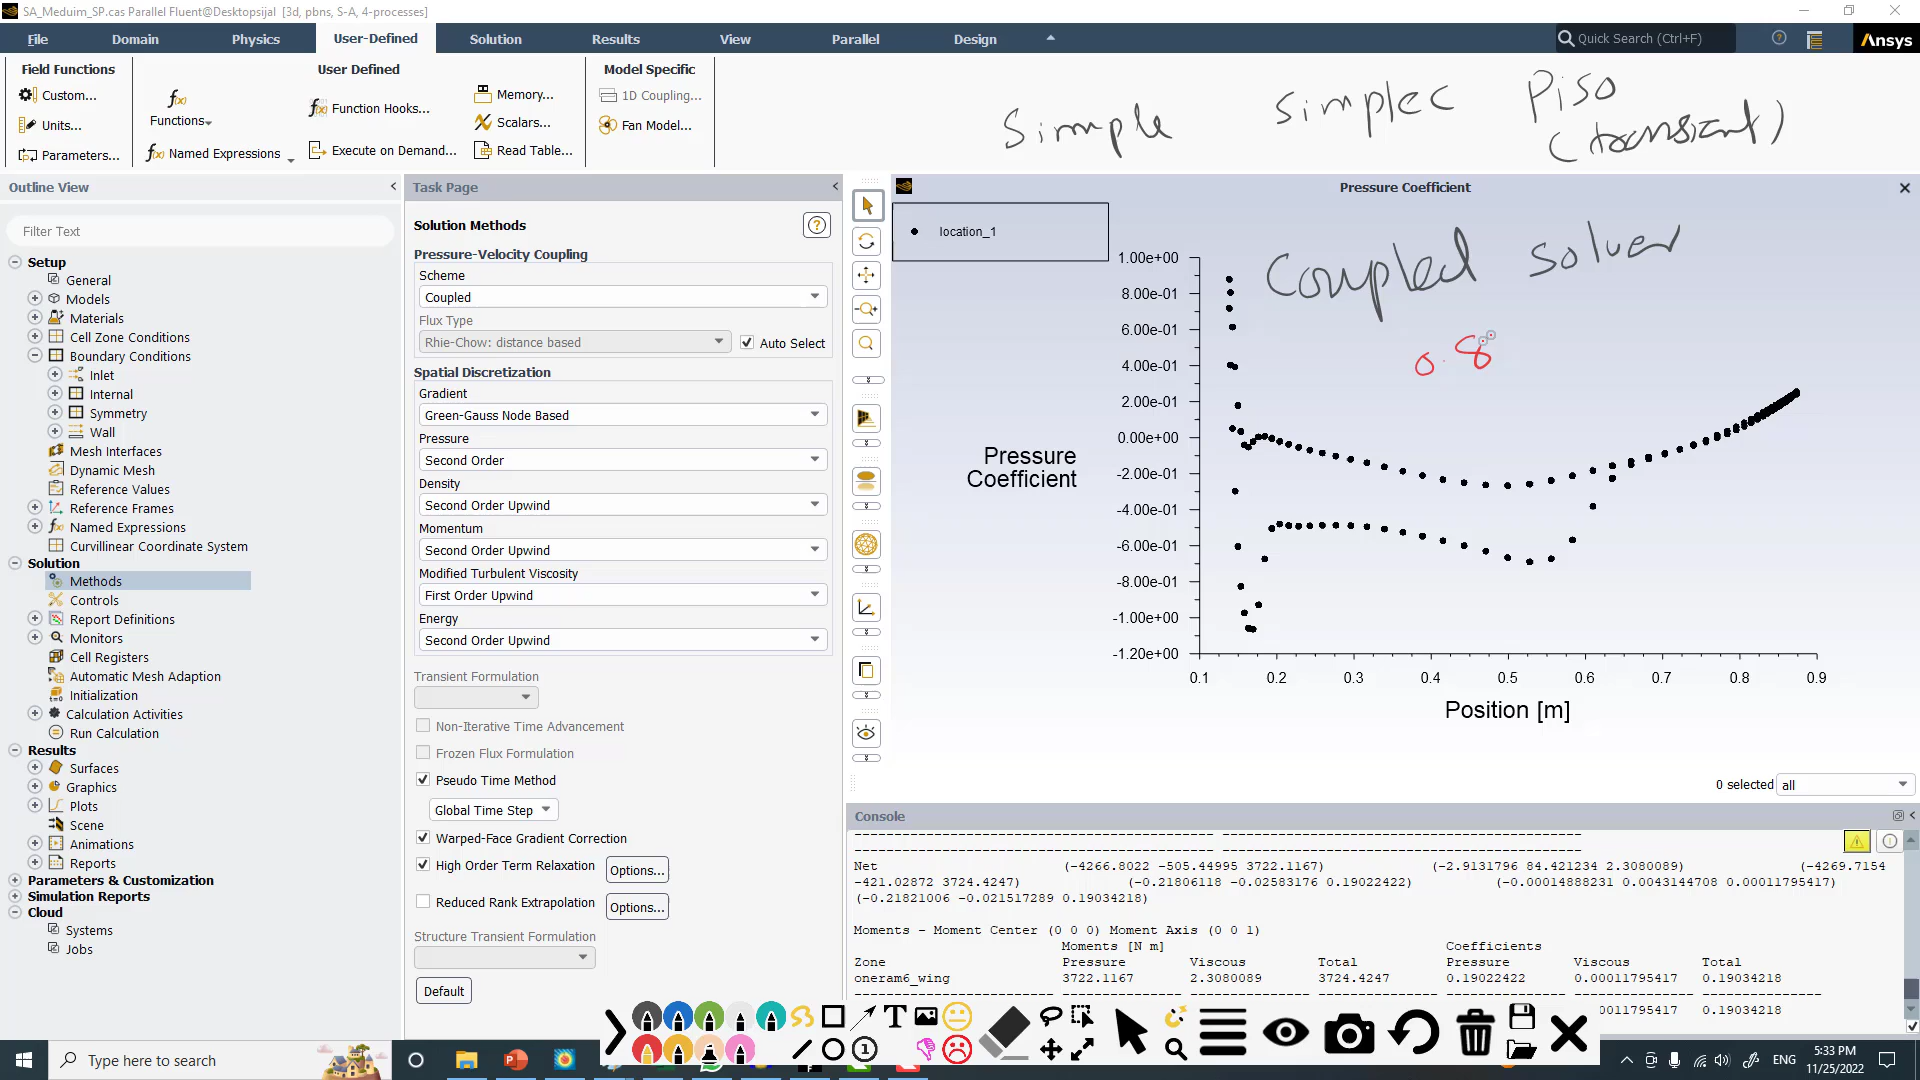 SA_Meduim_SP.cas Parallel Fluent@Desktopsijal [3d, pbns, S-A, 4-processes]
File Domain Physics User-Defined Solution Results View Parallel Design Quick Search (Ctrl+F) Ansys
Field Functions
Custom...
Units...
Parameters...
User Defined
Functions
Named Expressions
Function Hooks...
Execute on Demand...
Memory...
Scalars...
Read Table...
Model Specific
1D Coupling...
Fan Model...
Simple simplec Piso
(transient)
Outline View
Filter Text
Setup
General
Models
Materials
Cell Zone Conditions
Boundary Conditions
Inlet
Internal
Symmetry
Wall
Mesh Interfaces
Dynamic Mesh
Reference Values
Reference Frames
Named Expressions
Curvillinear Coordinate System
Solution
Methods
Controls
Report Definitions
Monitors
Cell Registers
Automatic Mesh Adaption
Initialization
Calculation Activities
Run Calculation
Results
Surfaces
Graphics
Plots
Scene
Animations
Reports
Parameters & Customization
Simulation Reports
Cloud
Systems
Jobs
Task Page
Solution Methods
Pressure-Velocity Coupling
Scheme
Coupled
Flux Type
Rhie-Chow: distance based Auto Select
Spatial Discretization
Gradient
Green-Gauss Node Based
Pressure
Second Order
Density
Second Order Upwind
Momentum
Second Order Upwind
Modified Turbulent Viscosity
First Order Upwind
Energy
Second Order Upwind
Transient Formulation
Non-Iterative Time Advancement
Frozen Flux Formulation
Pseudo Time Method
Global Time Step
Warped-Face Gradient Correction
High Order Term Relaxation Options...
Reduced Rank Extrapolation Options...
Structure Transient Formulation
Default
Pressure Coefficient
location_1
Coupled solver
0.8
1.00e+00
8.00e-01
6.00e-01
4.00e-01
2.00e-01
0.00e+00
-2.00e-01
-4.00e-01
-6.00e-01
-8.00e-01
-1.00e+00
-1.20e+00
Pressure
Coefficient
0.1 0.2 0.3 0.4 0.5 0.6 0.7 0.8 0.9
Position [m]
0 selected all
Console
Net (-4266.8022 -505.44995 3722.1167) (-2.9131796 84.421234 2.3080089) (-4269.7154
-421.02872 3724.4247) (-0.21806118 -0.02583176 0.19022422) (-0.00014888231 0.0043144708 0.00011795417)
(-0.21821006 -0.021517289 0.19034218)
Moments - Moment Center (0 0 0) Moment Axis (0 0 1)
Moments [N m] Coefficients
Zone Pressure Viscous Total Pressure Viscous Total
oneram6_wing 3722.1167 2.3080089 3724.4247 0.19022422 0.00011795417 0.19034218
00011795417 0.19034218
Type here to search
ENG
5:33 PM
11/25/2022